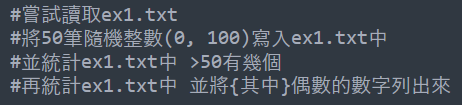 #嘗試讀取ex1.txt
#將50筆隨機整數(0, 100)寫入ex1.txt中
#並統計ex1.txt中 >50有幾個
#再統計ex1.txt中 並將{其中}偶數的數字列出來